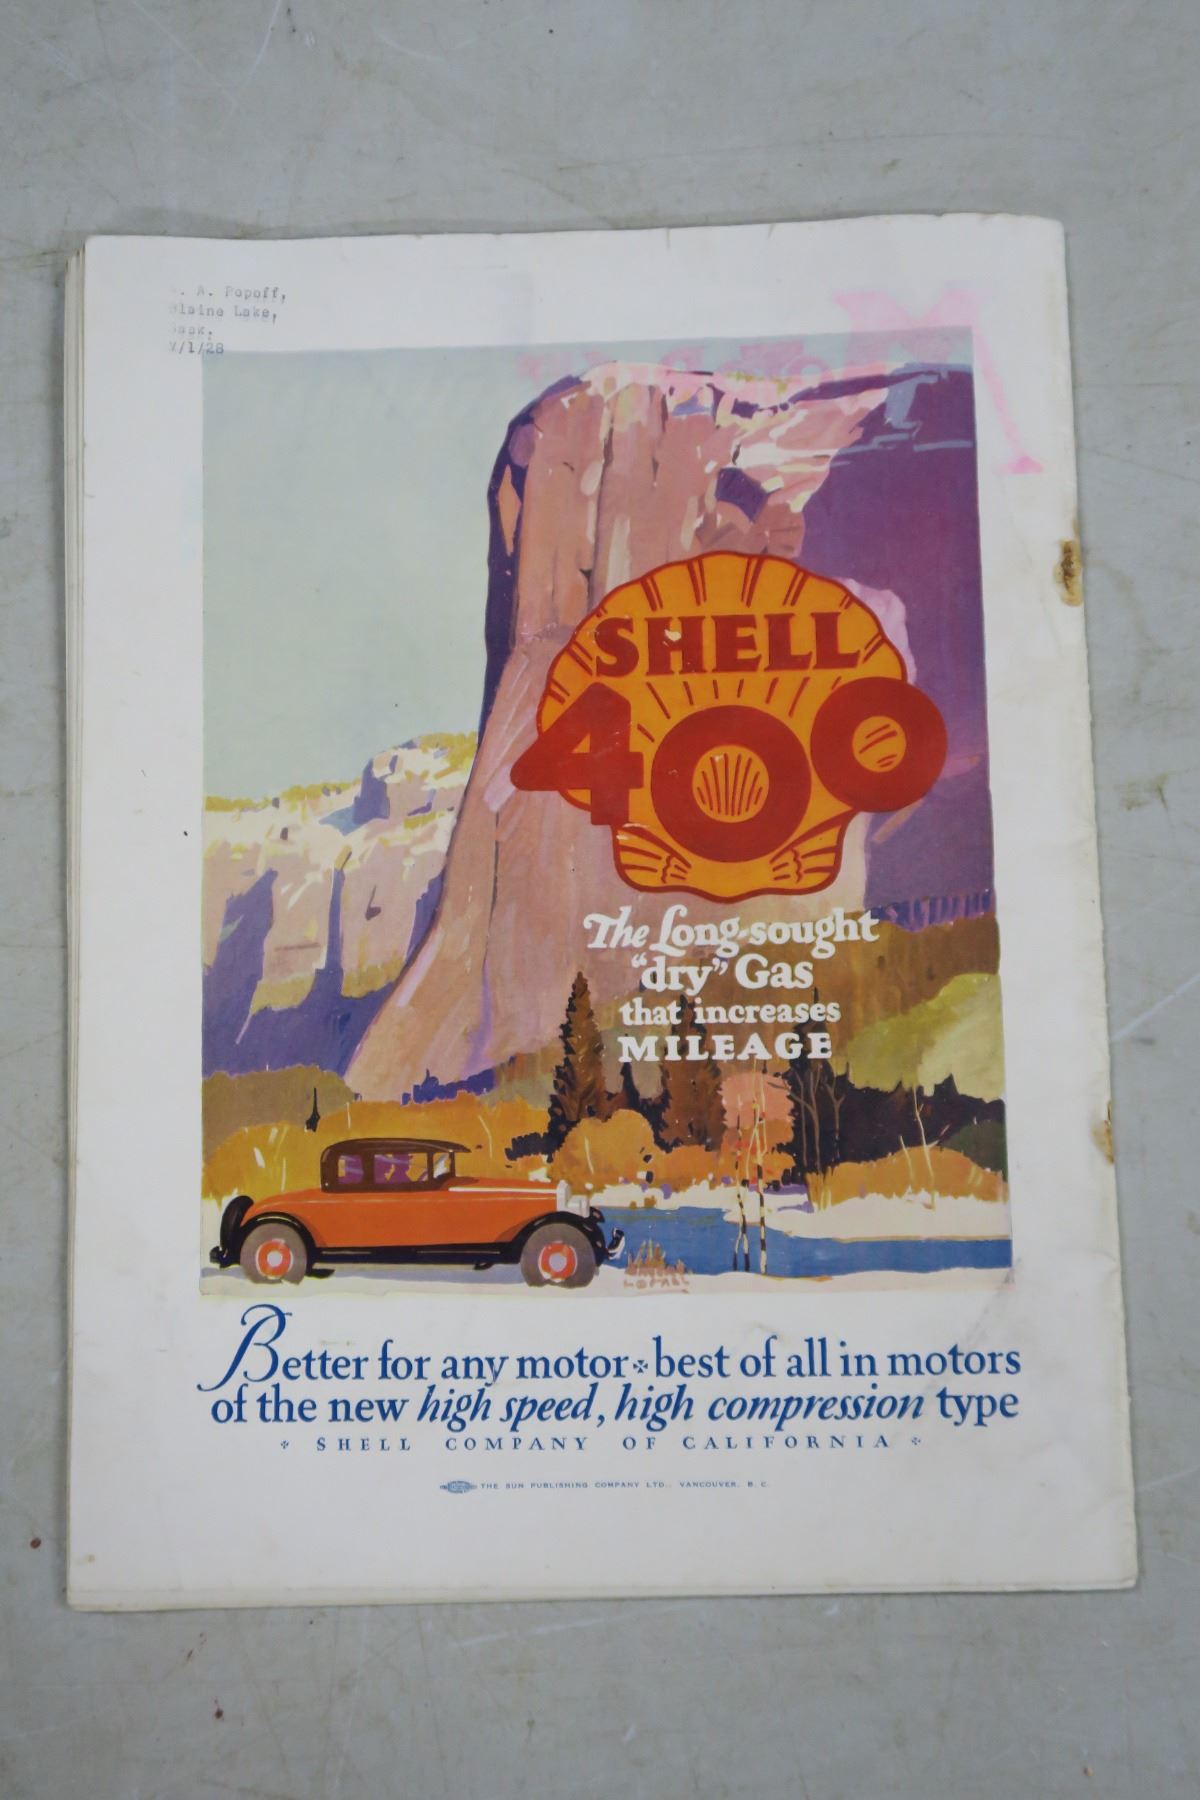 A. Popoff,
Blaine Lake,
Sask.
/1/28
SHELL
400
The Long-sought
“dry” Gas
that increases
MILEAGE
Better for any motor · best of all in motors
of the new high speed, high compression type
SHELL COMPANY OF CALIFORNIA
THE SUN PUBLISHING COMPANY LTD., VANCOUVER, B. C.